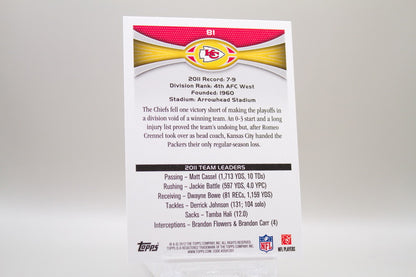 81
KC
2011 Record: 7-9
Division Rank: 4th AFC West
Founded: 1960
Stadium: Arrowhead Stadium
The Chiefs fell one victory short of making the playoffs in
a division void of a winning team. An 0-3 start and a long
injury list proved the team's undoing but, after Romeo
Crennel took over as head coach, Kansas City handed the
Packers their only regular-season loss.
2011 TEAM LEADERS
Passing – Matt Cassel (1,713 YDS, 10 TDs)
Rushing – Jackie Battle (597 YDS, 4.0 YPC)
Receiving – Dwayne Bowe (81 RECs, 1,159 YDS)
Tackles – Derrick Johnson (131; 104 solo)
Sacks – Tamba Hali (12.0)
Interceptions – Brandon Flowers & Brandon Carr (4)
TOPPS
NFL
NFL PLAYERS